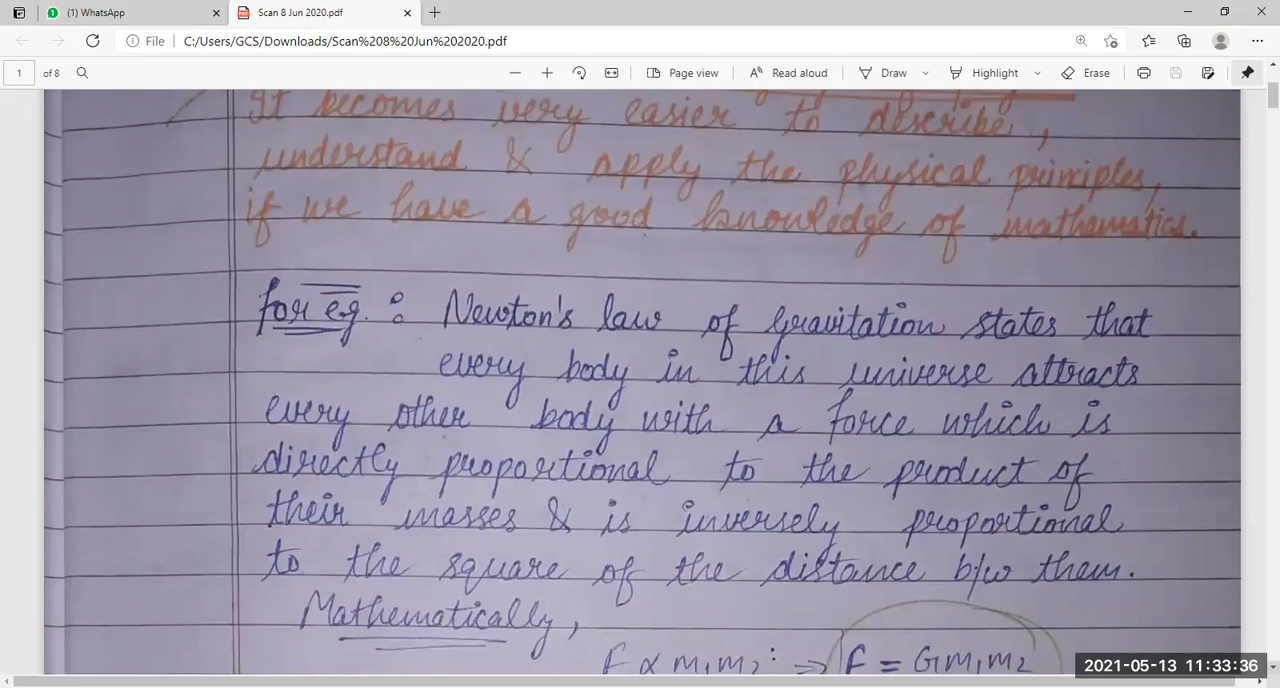 (1) WhatsApp
Scan 8 Jun 2020.pdf
File
C:/Users/GCS/Downloads/Scan%208%20Jun%202020.pdf
1 of 8
Page view
Read aloud
Draw
Highlight
Erase
It becomes very easier to describe,
understand & apply the physical principles,
if we have a good knowledge of mathematics.
for eg. : Newton's law of gravitation states that
every body in this universe attracts
every other body with a force which is
directly proportional to the product of
their masses & is inversely proportional
to the square of the distance b/w them.
Mathematically,
F ∝ m₁m₂ : ⇒ F = Gm₁m₂
2021-05-13 11:33:36